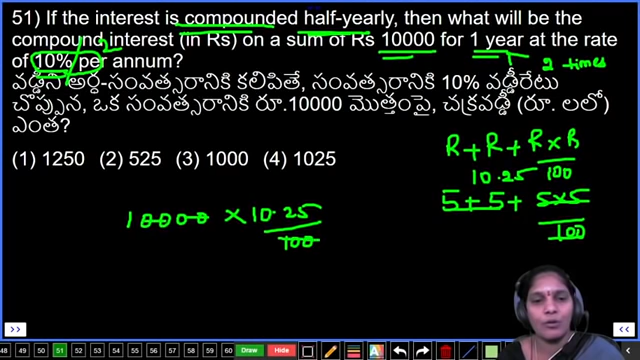 51) If the interest is compounded half-yearly, then what will be the
compound interest (in Rs) on a sum of Rs 10000 for 1 year at the rate
of 10% per annum?
2
2 times
వడ్డీని అర్ధ-సంవత్సరానికి కలిపితే, సంవత్సరానికి 10% వడ్డీరేటు
చొప్పున, ఒక సంవత్సరానికి రూ.10000 మొత్తంపై, చక్రవడ్డీ (రూ. లలో)
ఎంత?
(1) 1250 (2) 525 (3) 1000 (4) 1025
R + R + R × R
100
10.25
5 + 5 + 5×5
100
10000 × 10.25
100
>>
48 49 50 51 52 53 54 55 56 57 58 59 60 Draw Hide
<<